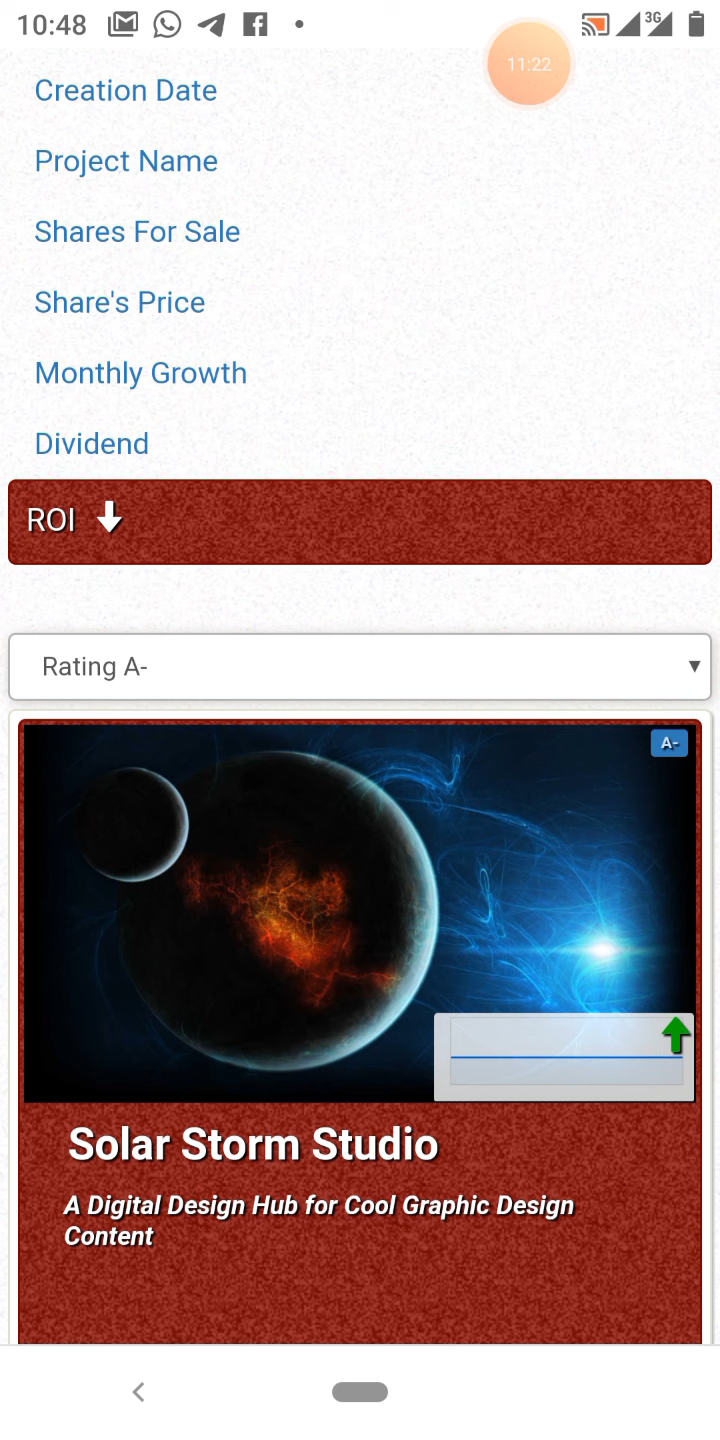 10:48
3G
11:22
Creation Date
Project Name
Shares For Sale
Share's Price
Monthly Growth
Dividend
ROI
Rating A-
A-
Solar Storm Studio
A Digital Design Hub for Cool Graphic Design
Content